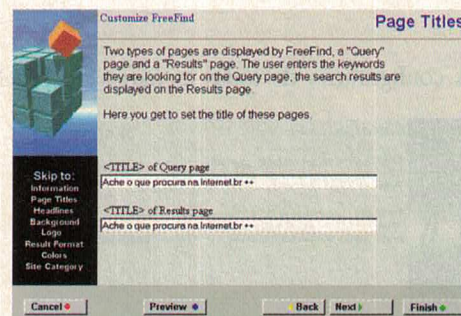 Customize FreeFind
Page Titles
Two types of pages are displayed by FreeFind, a "Query"
page and a "Results" page. The user enters the keywords
they are looking for on the Query page, the search results are
displayed on the Results page.
Here you get to set the title of these pages.
<TITLE> of Query page
Ache o que procura na Internet.br ++
<TITLE> of Results page
Ache o que procura na Internet.br ++
Skip to:
Information
Page Titles
Headlines
Background
Logo
Result Format
Colors
Site Category
Cancel
Preview
Back
Next
Finish